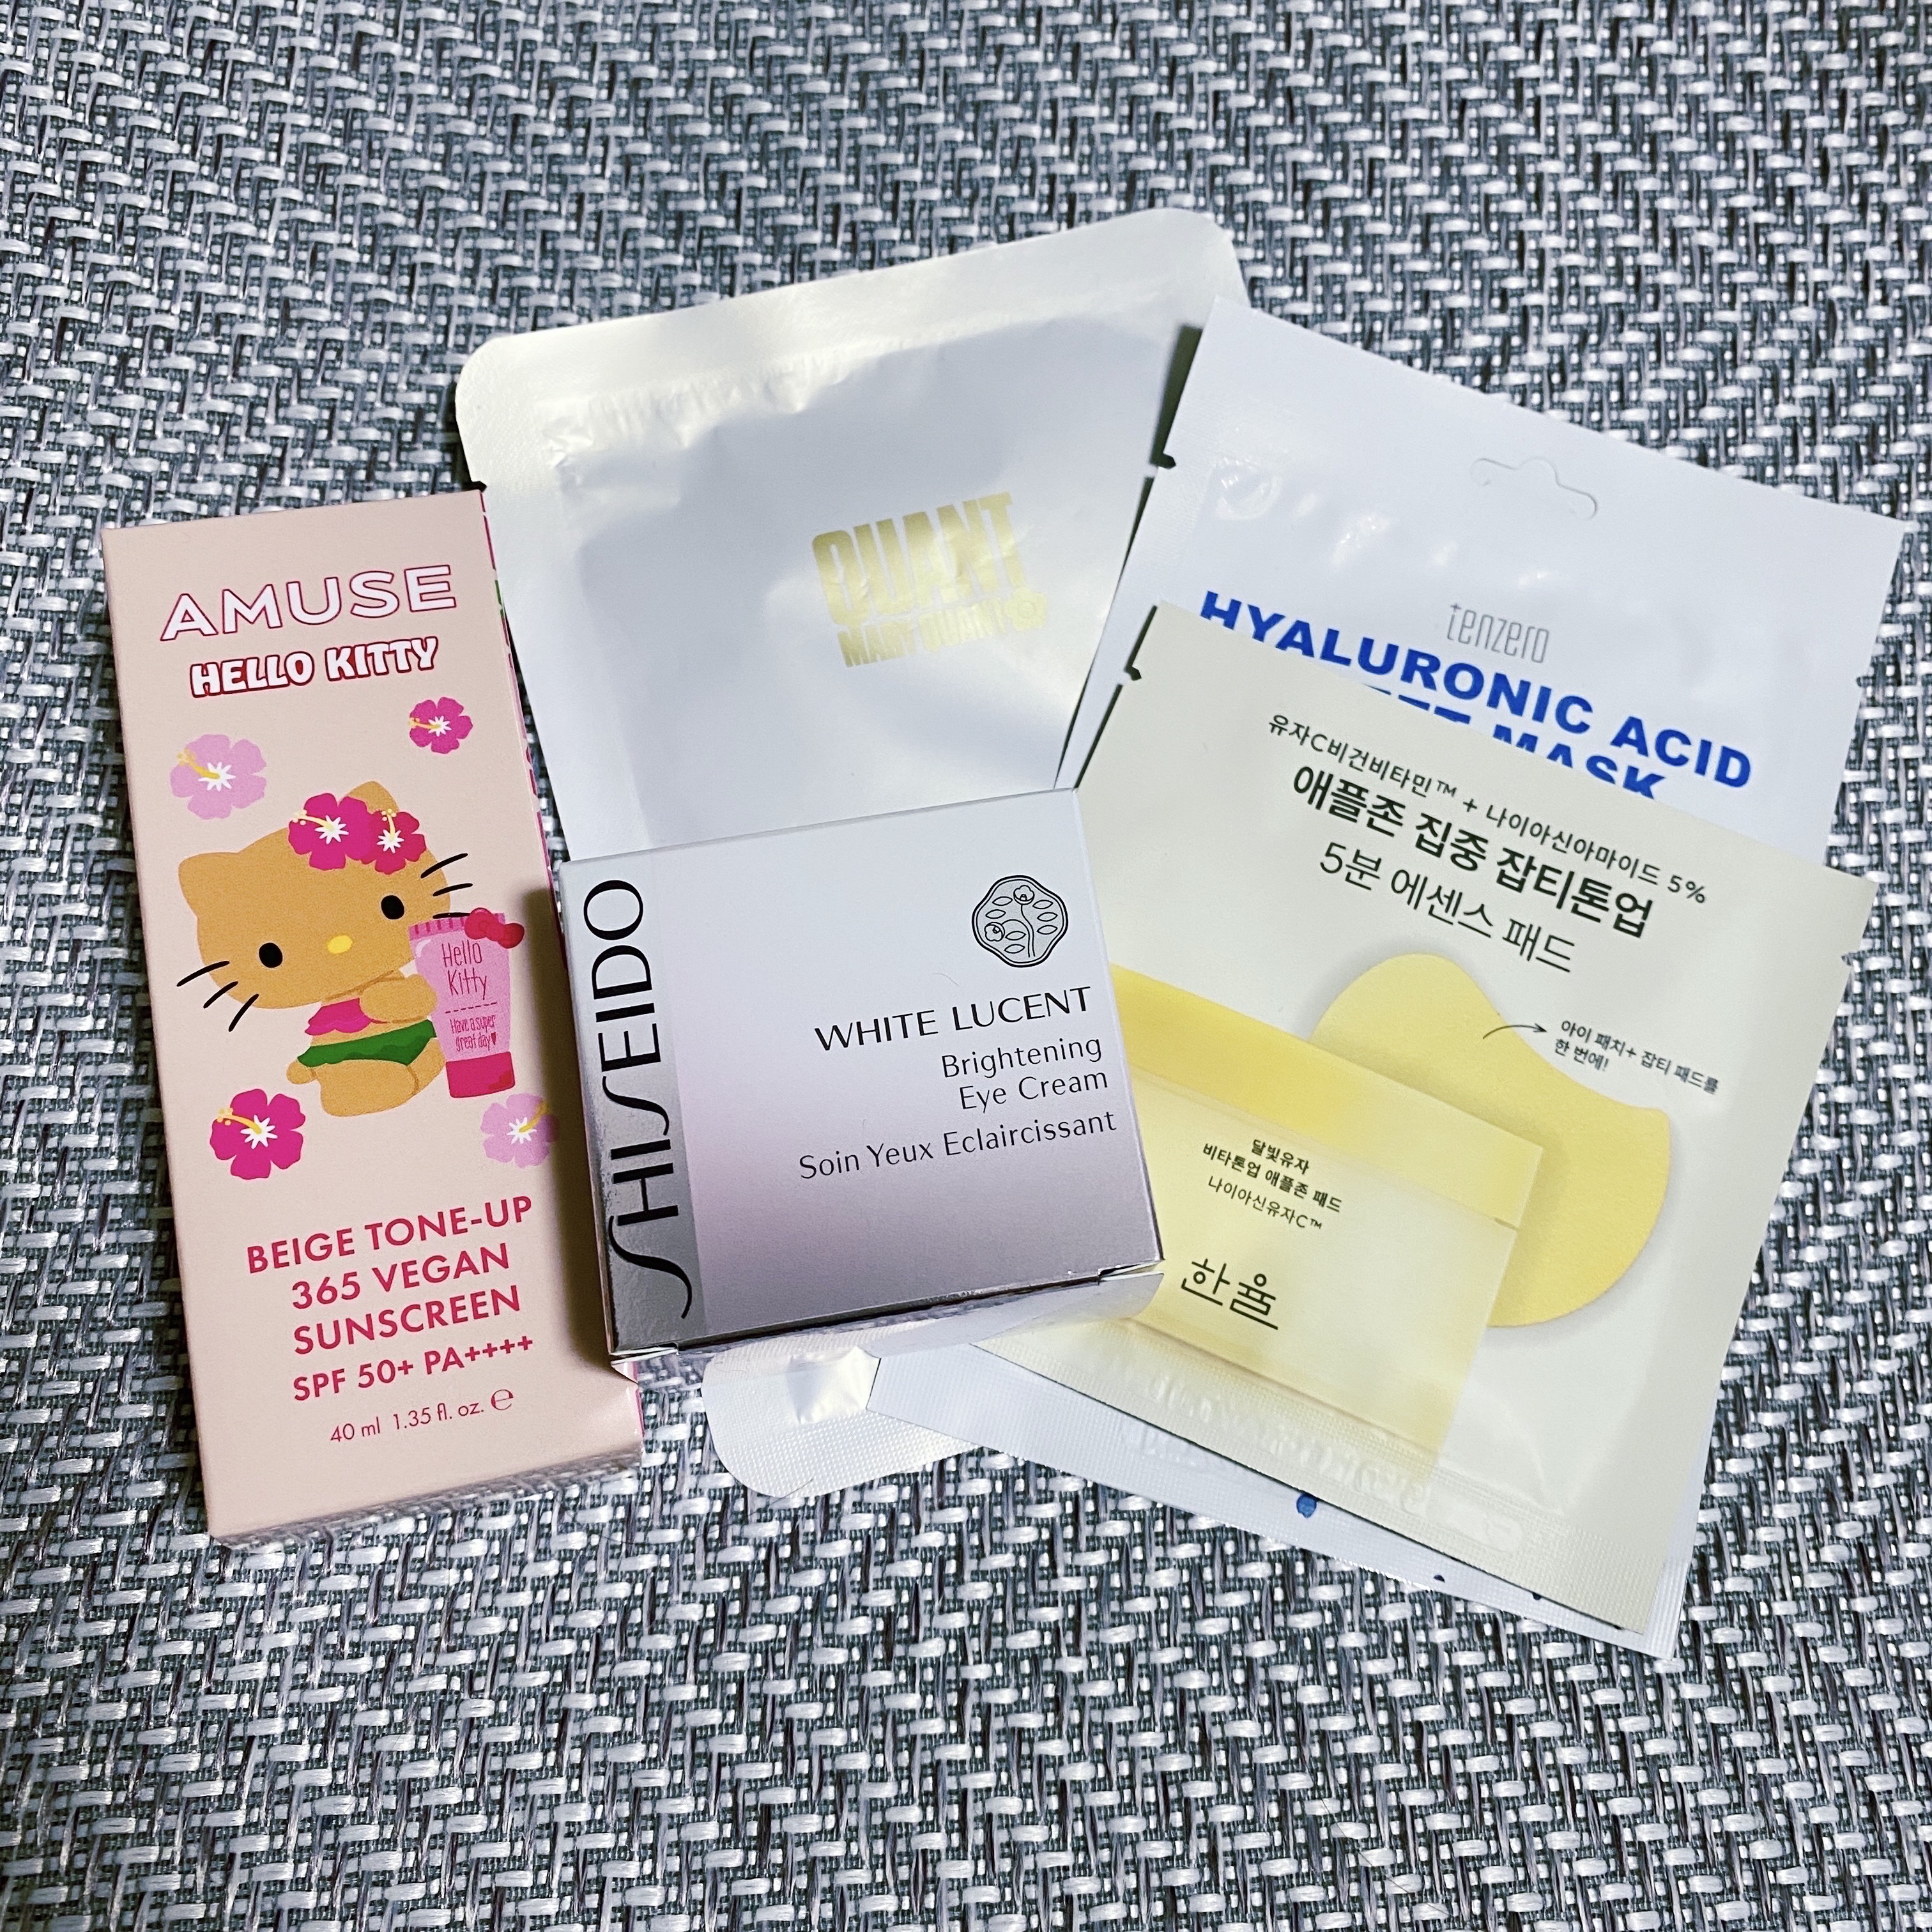 AMUSE
HELLO KITTY
Hello
Kitty
Have a super
great day♥
BEIGE TONE-UP
365 VEGAN
SUNSCREEN
SPF 50+ PA++++
40 ml 1.35 fl. oz. ℮
QUANT
MARY QUANT
SHISEIDO
WHITE LUCENT
Brightening
Eye Cream
Soin Yeux Eclaircissant
tenzero
HYALURONIC ACID
MASK
유자C비건비타민™ + 나이아신아마이드 5%
애플존 집중 잡티톤업
5분 에센스 패드
아이 패치+ 잡티 패드를
한 번에!
달빛유자
비타톤업 애플존 패드
나이아신유자C™
한율